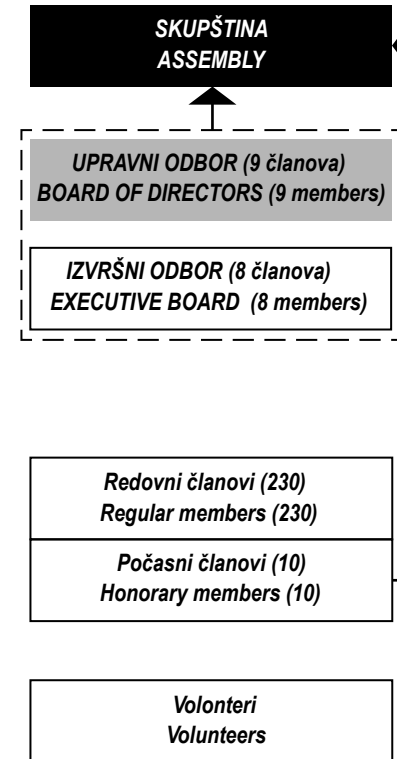 SKUPŠTINA
ASSEMBLY
UPRAVNI ODBOR (9 članova)
BOARD OF DIRECTORS (9 members)
IZVRŠNI ODBOR (8 članova)
EXECUTIVE BOARD (8 members)
Redovni članovi (230)
Regular members (230)
Počasni članovi (10)
Honorary members (10)
Volonteri
Volunteers